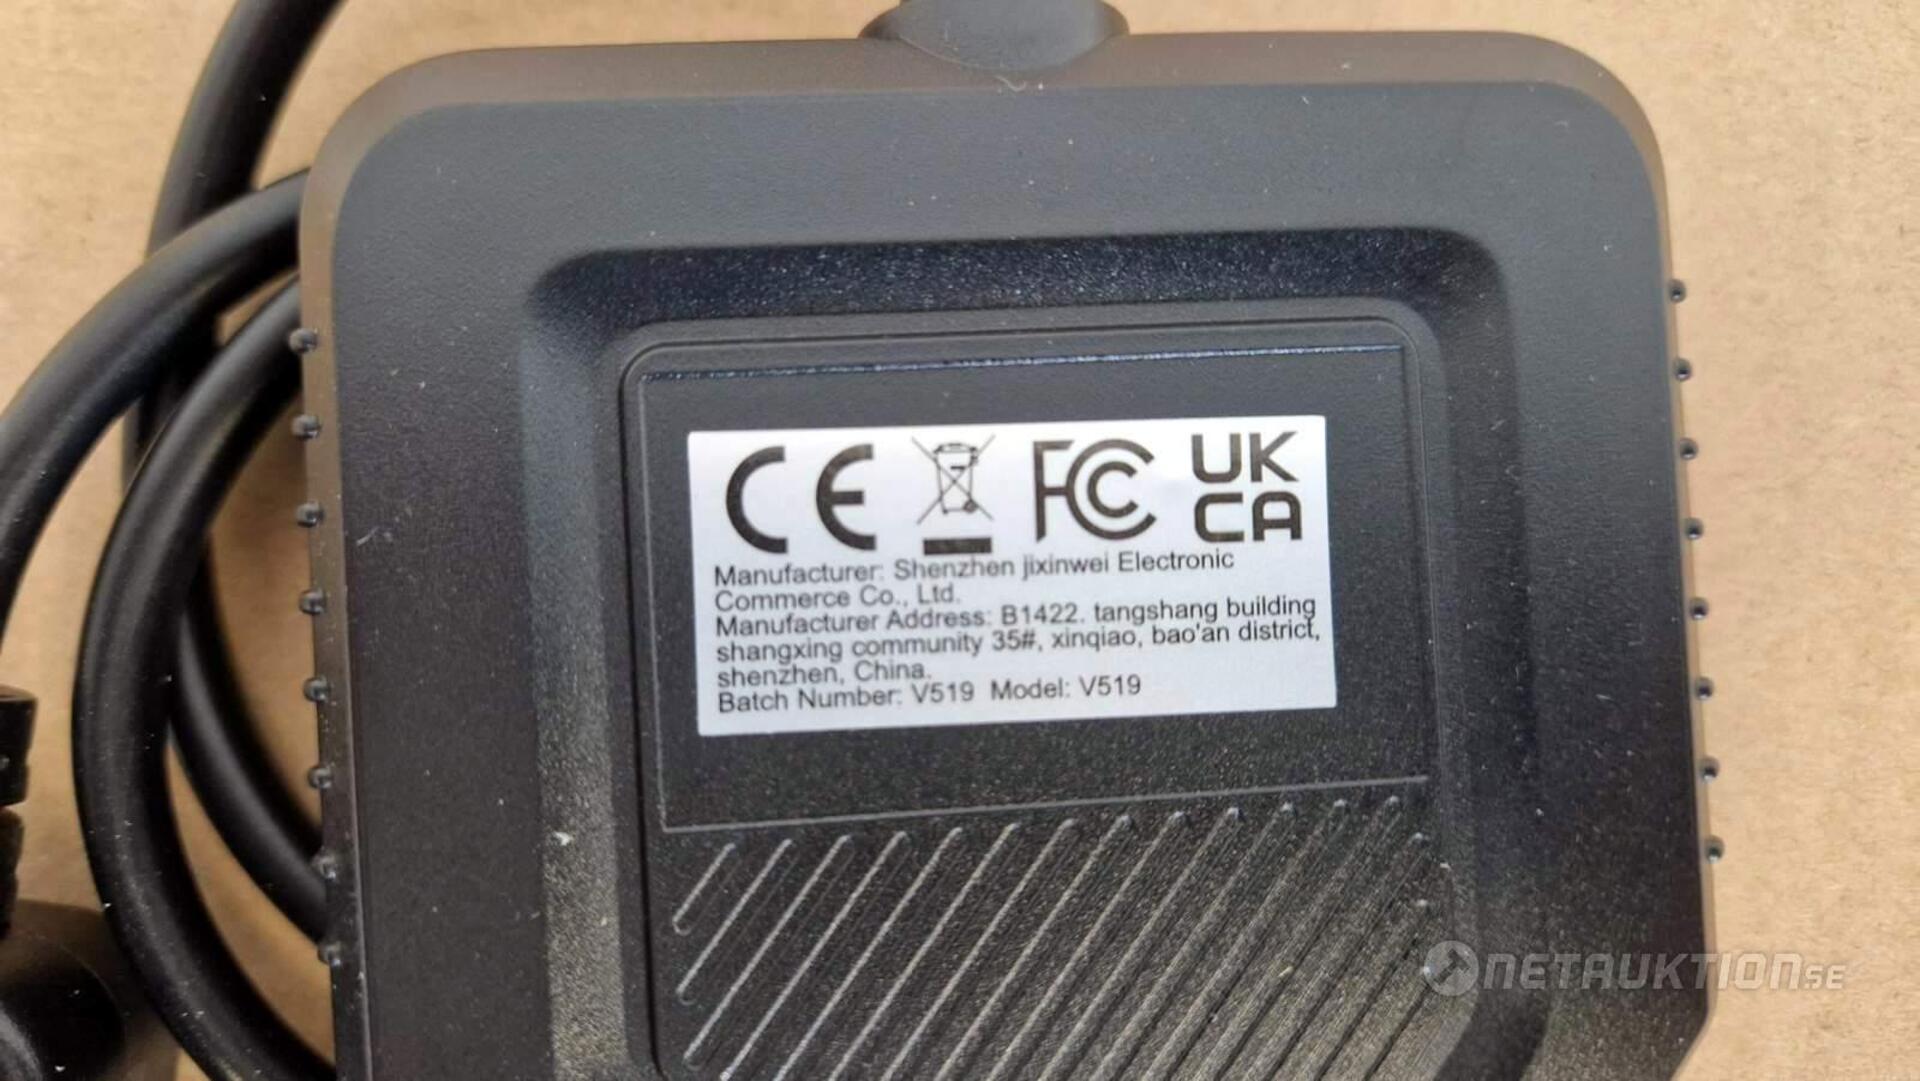 CE FC UK
CA
Manufacturer: Shenzhen jixinwei Electronic
Commerce Co., Ltd.
Manufacturer Address: B1422. tangshang building
shangxing community 35#, xinqiao, bao'an district,
shenzhen, China.
Batch Number: V519 Model: V519
NETAUKTION.SE